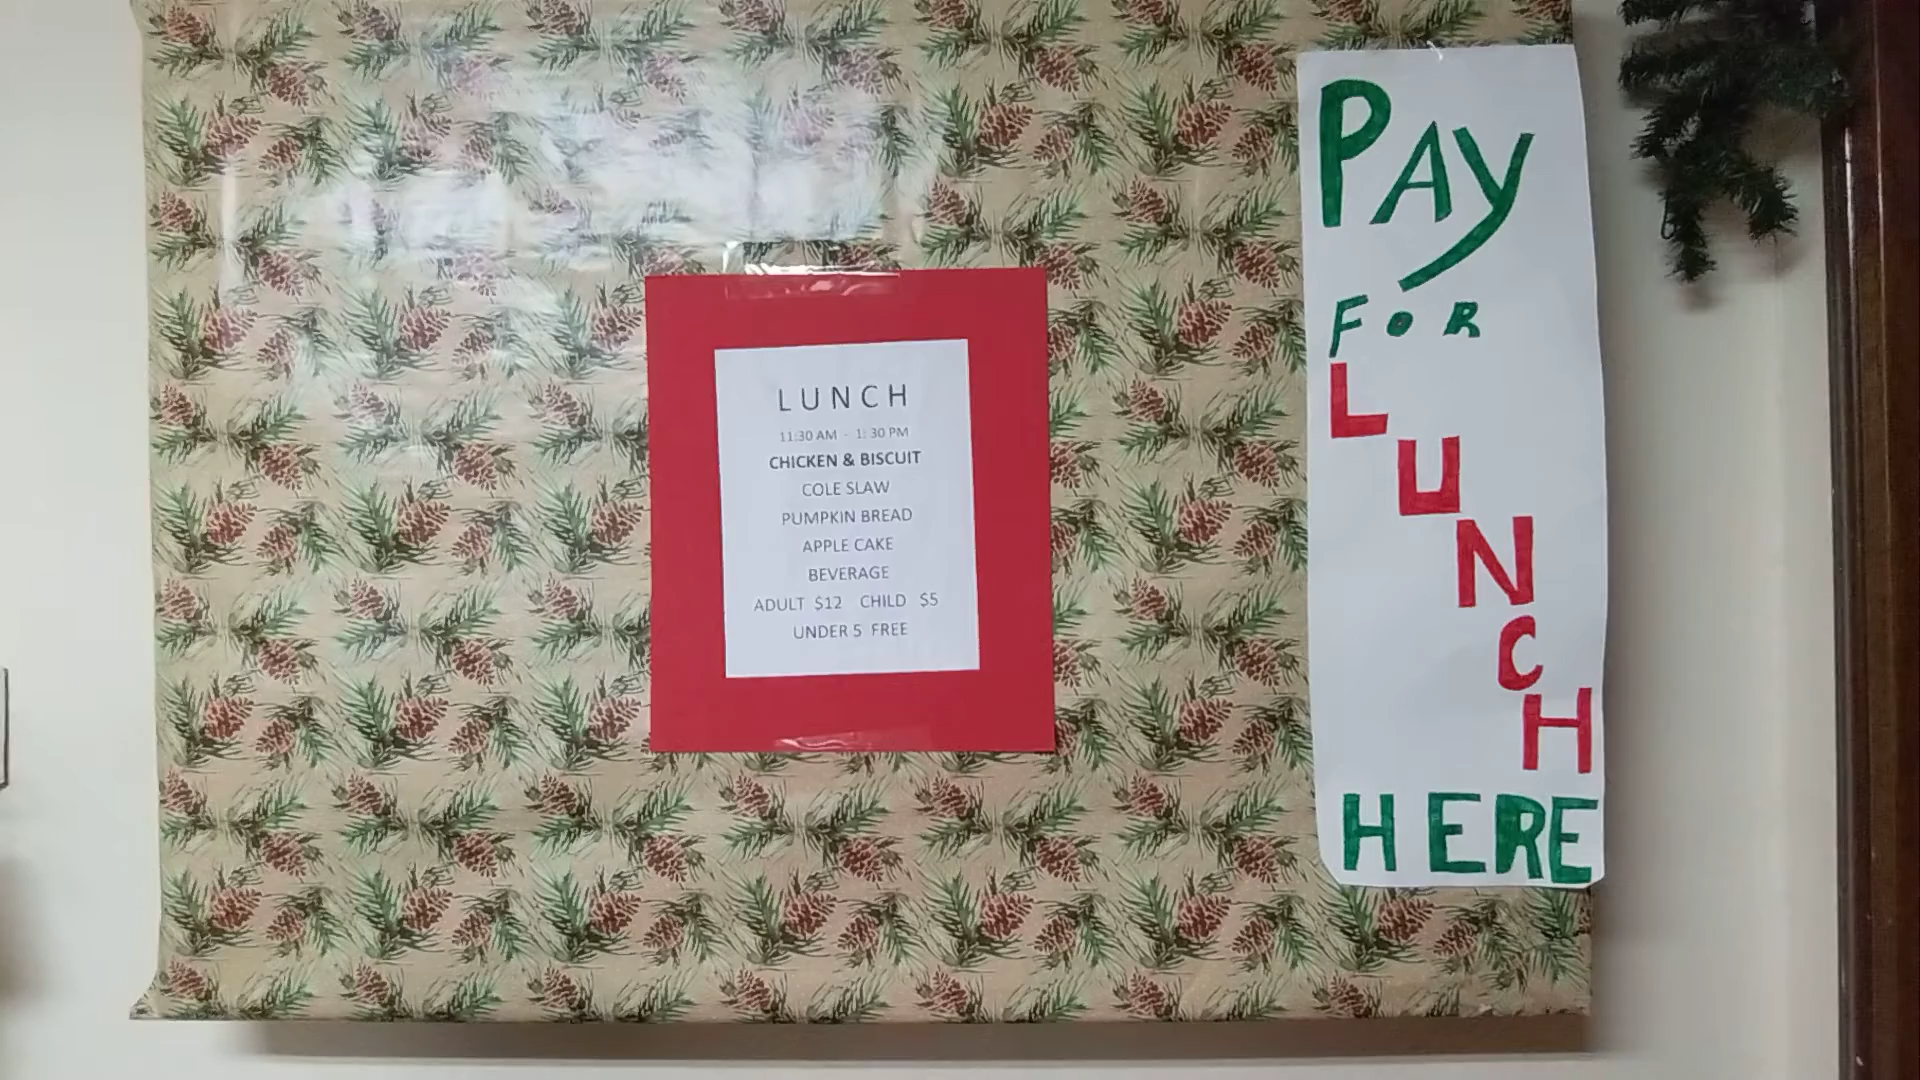 LUNCH
11:30 AM - 1: 30 PM
CHICKEN & BISCUIT
COLE SLAW
PUMPKIN BREAD
APPLE CAKE
BEVERAGE
ADULT $12 CHILD $5
UNDER 5 FREE
PAY
FOR
LUNCH
HERE